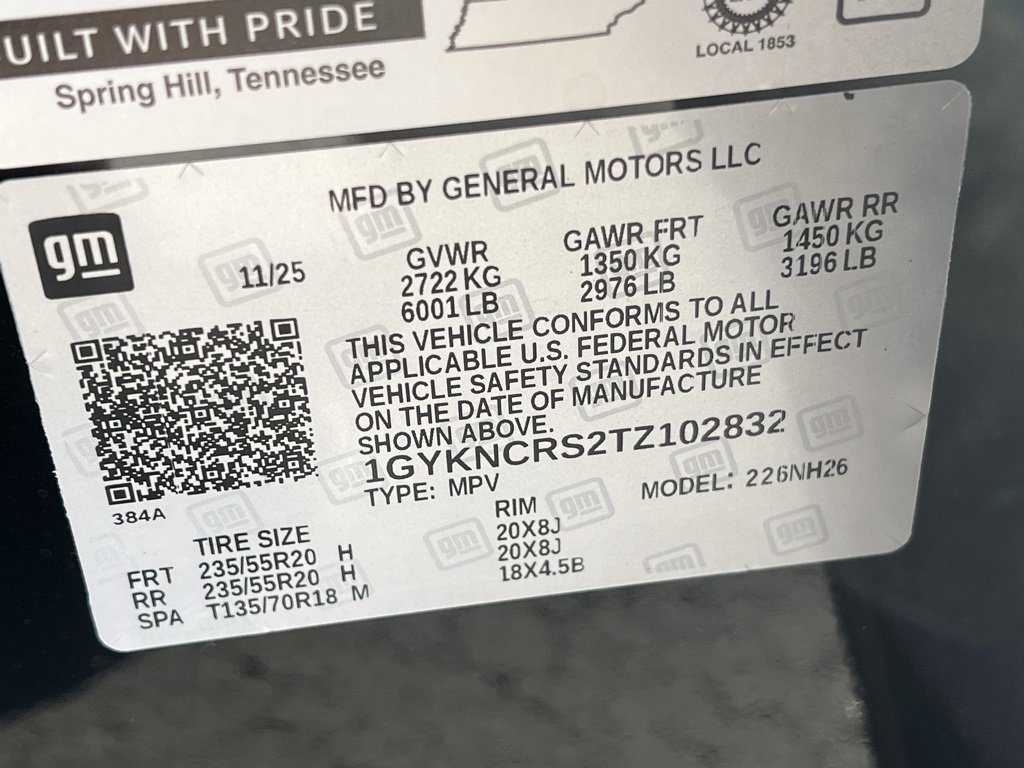 UILT WITH PRIDE
Spring Hill, Tennessee
LOCAL 1853
MFD BY GENERAL MOTORS LLC
gm
11/25
GVWR
2722 KG
6001 LB
GAWR FRT
1350 KG
2976 LB
GAWR RR
1450 KG
3196 LB
THIS VEHICLE CONFORMS TO ALL
APPLICABLE U.S. FEDERAL MOTOR
VEHICLE SAFETY STANDARDS IN EFFECT
ON THE DATE OF MANUFACTURE
SHOWN ABOVE.
1GYKNCRS2TZ102832
TYPE: MPV
MODEL: 226NH26
384A
TIRE SIZE
RIM
FRT 235/55R20 H 20X8J
RR 235/55R20 H 20X8J
SPA T135/70R18 M 18X4.5B